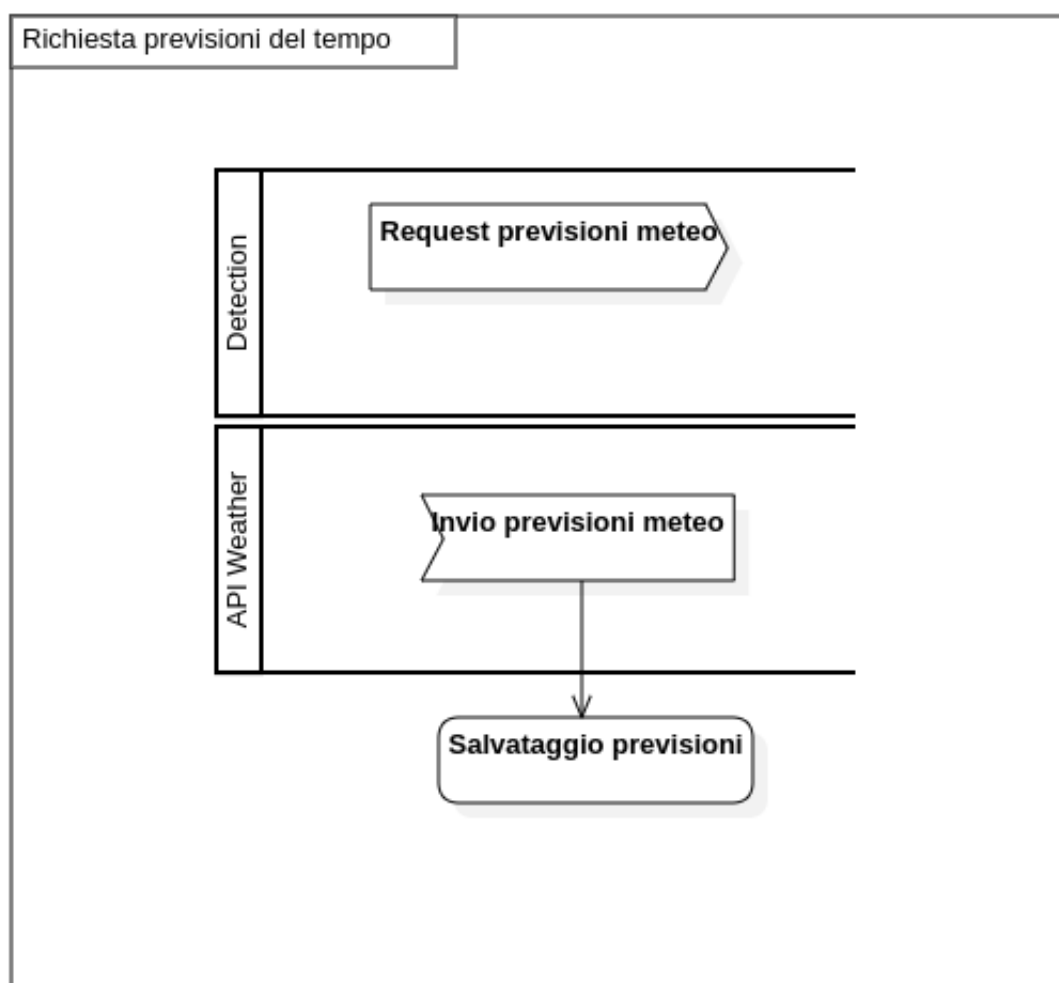 Richiesta previsioni del tempo
Detection
Request previsioni meteo
API Weather
Invio previsioni meteo
Salvataggio previsioni